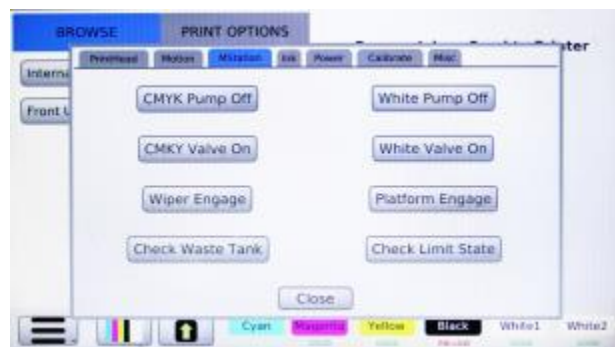 BROWSE PRINT OPTIONS
Printhead Motion Ink Power Calibrate Misc
Interna
Front U
CMYK Pump Off White Pump Off
CMKY Valve On White Valve On
Wiper Engage Platform Engage
Check Waste Tank Check Limit State
Close
Cyan Magenta Yellow Black White1 White2